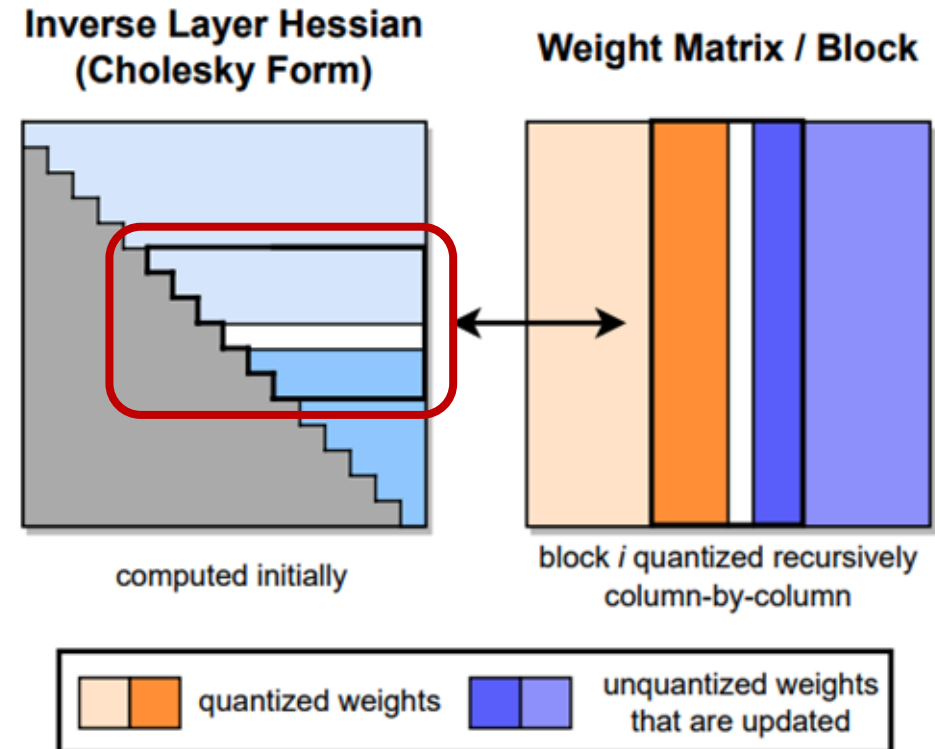 Inverse Layer Hessian
(Cholesky Form)
Weight Matrix / Block
computed initially
block i quantized recursively
column-by-column
quantized weights
unquantized weights
that are updated